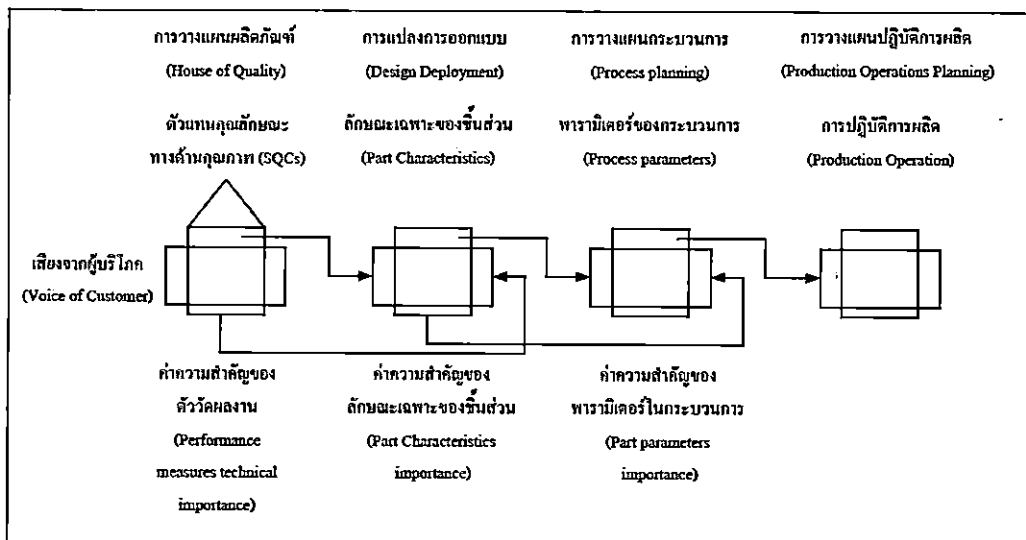 การวางแผนผลิตภัณฑ์
(House of Quality)
การแปลงการออกแบบ
(Design Deployment)
การวางแผนกระบวนการ
(Process planning)
การวางแผนปฏิบัติการผลิต
(Production Operations Planning)
ตัวแทนคุณลักษณะ
ทางด้านคุณภาพ (SQCs)
ลักษณะเฉพาะของชิ้นส่วน
(Part Characteristics)
พารามิเตอร์ของกระบวนการ
(Process parameters)
การปฏิบัติการผลิต
(Production Operation)
เสียงจากผู้บริโภค
(Voice of Customer)
ค่าความสำคัญของ
ตัววัดผลงาน
(Performance
measures technical
importance)
ค่าความสำคัญของ
ลักษณะเฉพาะของชิ้นส่วน
(Part Characteristics
importance)
ค่าความสำคัญของ
พารามิเตอร์ในกระบวนการ
(Part parameters
importance)